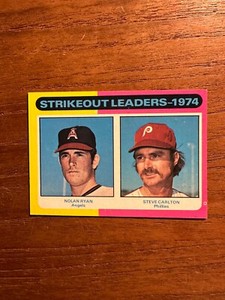 STRIKEOUT LEADERS-1974
A
P
NOLAN RYAN
Angels
STEVE CARLTON
Phillies